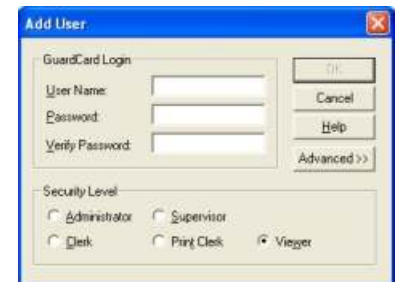 Add User
GuardCard Login
User Name:
Password:
Verify Password:
OK
Cancel
Help
Advanced >>
Security Level
Administrator
Supervisor
Clerk
Print Clerk
Viewer